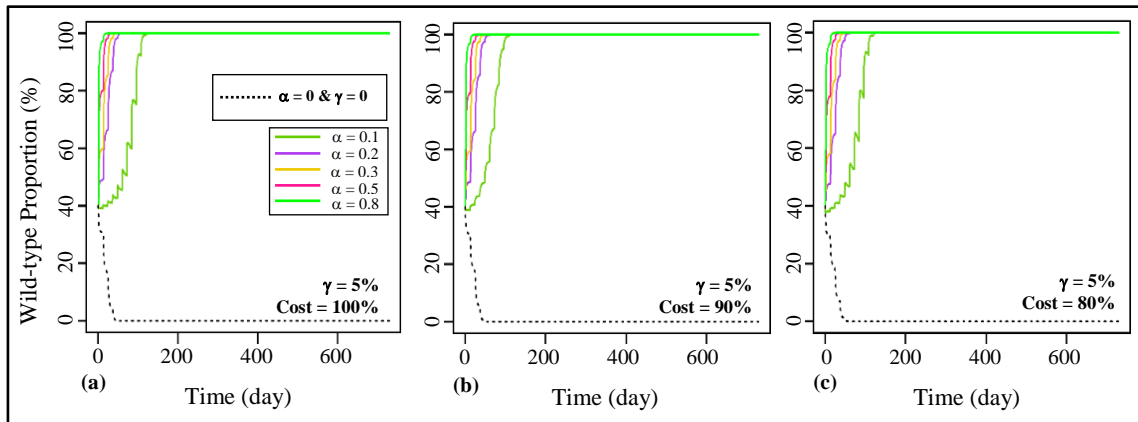 Wild-type Proportion (%)
100
80
60
40
20
0
α = 0 & γ = 0
α = 0.1
α = 0.2
α = 0.3
α = 0.5
α = 0.8
γ = 5%
Cost = 100%
0 200 400 600
(a)
Time (day)
100
80
60
40
20
0
γ = 5%
Cost = 90%
0 200 400 600
(b)
Time (day)
100
80
60
40
20
0
γ = 5%
Cost = 80%
0 200 400 600
(c)
Time (day)